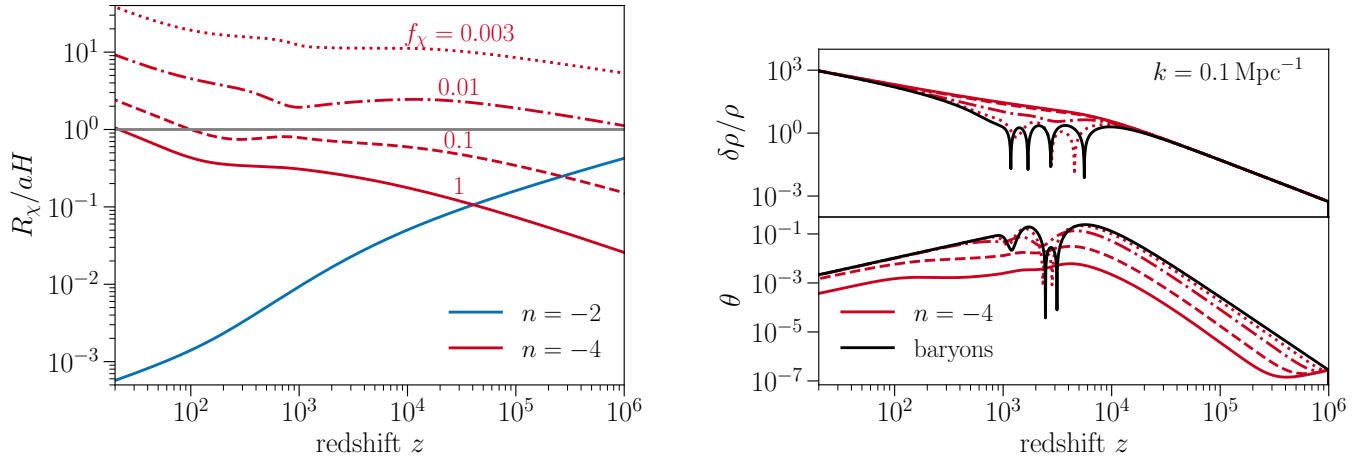 10^1
10^0
10^{-1}
10^{-2}
10^{-3}
R_χ/aH
f_χ = 0.003
0.01
0.1
1
n = −2
n = −4
10^2
10^3
10^4
10^5
10^6
redshift z
10^3
10^0
10^{-3}
δρ/ρ
k = 0.1 Mpc^{-1}
10^{-1}
10^{-3}
10^{-5}
10^{-7}
θ
n = −4
baryons
10^2
10^3
10^4
10^5
10^6
redshift z